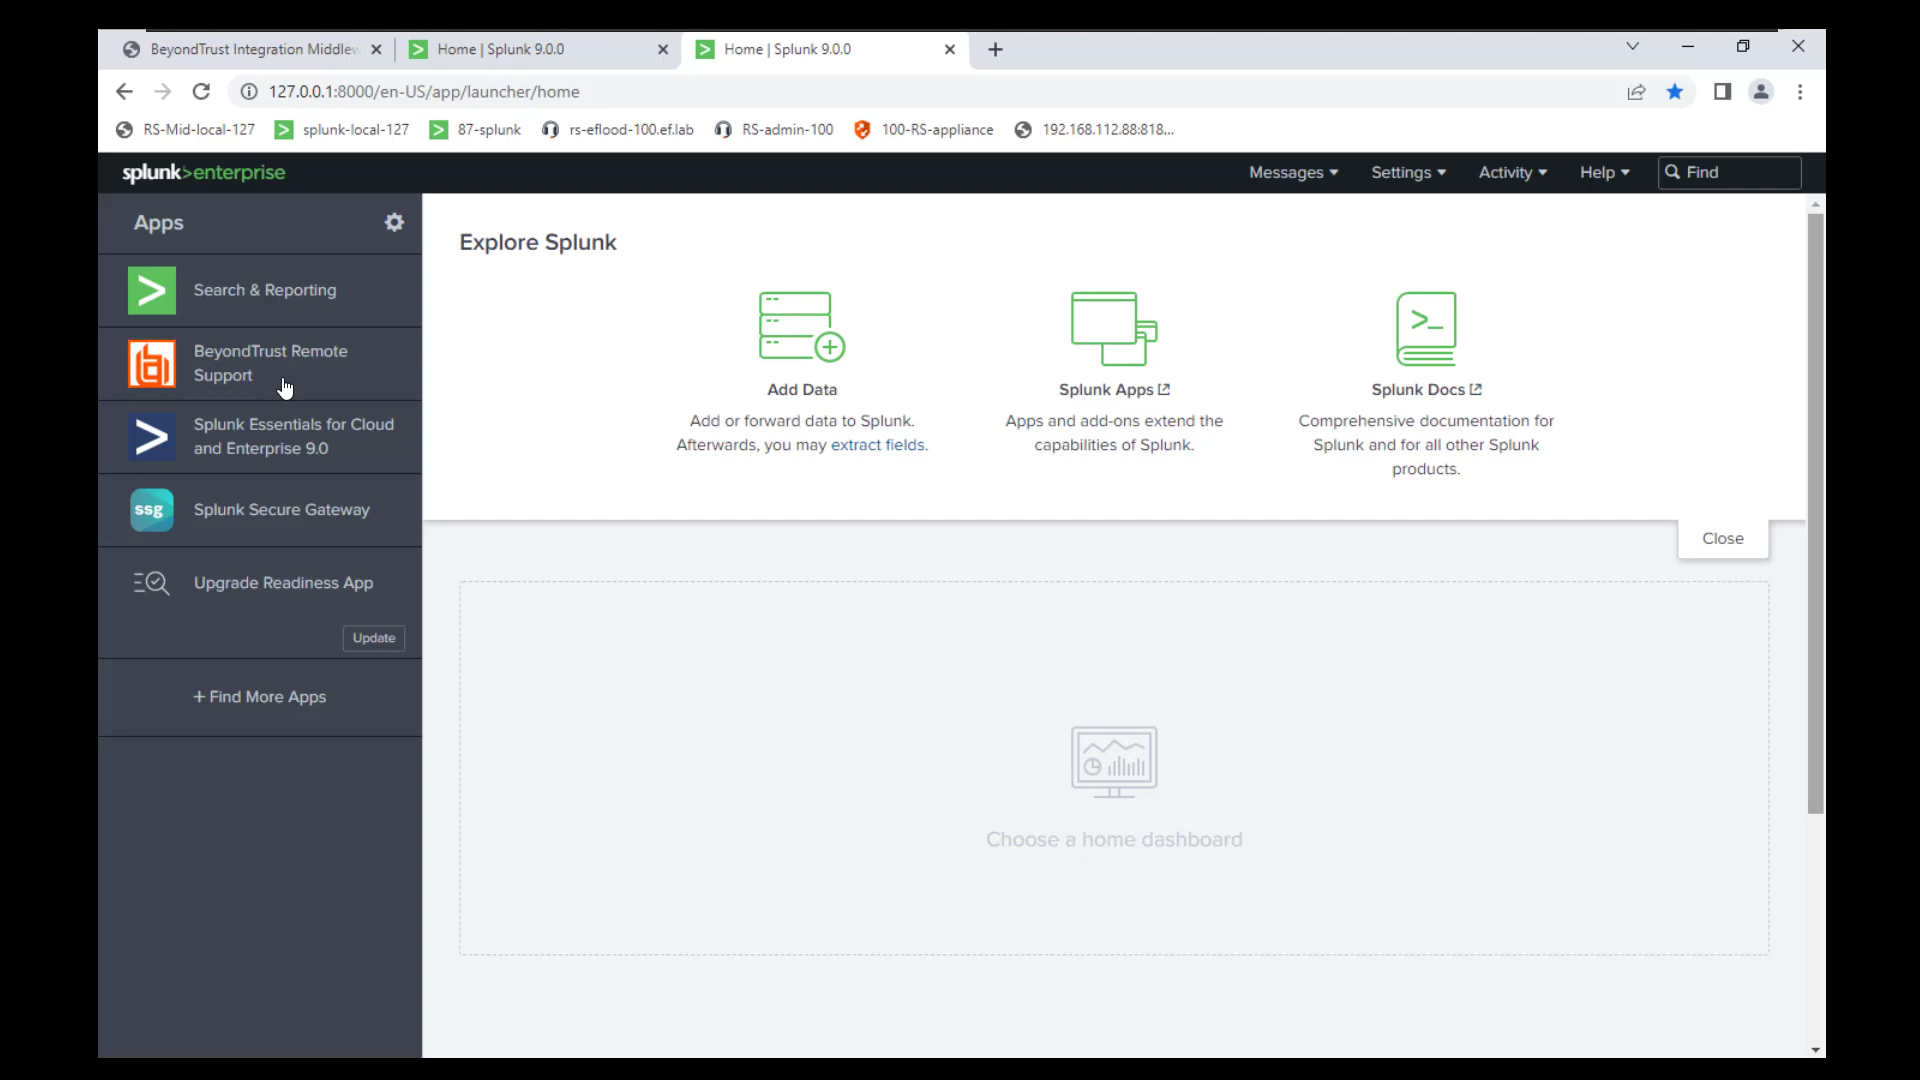 BeyondTrust Integration Middlew
Home | Splunk 9.0.0
Home | Splunk 9.0.0
127.0.0.1:8000/en-US/app/launcher/home
RS-Mid-local-127
splunk-local-127
87-splunk
rs-eflood-100.ef.lab
RS-admin-100
100-RS-appliance
192.168.112.88:818...
splunk>enterprise
Messages
Settings
Activity
Help
Find
Apps
Search & Reporting
BeyondTrust Remote
Support
Splunk Essentials for Cloud
and Enterprise 9.0
ssg
Splunk Secure Gateway
Upgrade Readiness App
Update
+ Find More Apps
Explore Splunk
Add Data
Add or forward data to Splunk.
Afterwards, you may extract fields.
Splunk Apps
Apps and add-ons extend the
capabilities of Splunk.
Splunk Docs
Comprehensive documentation for
Splunk and for all other Splunk
products.
Close
Choose a home dashboard